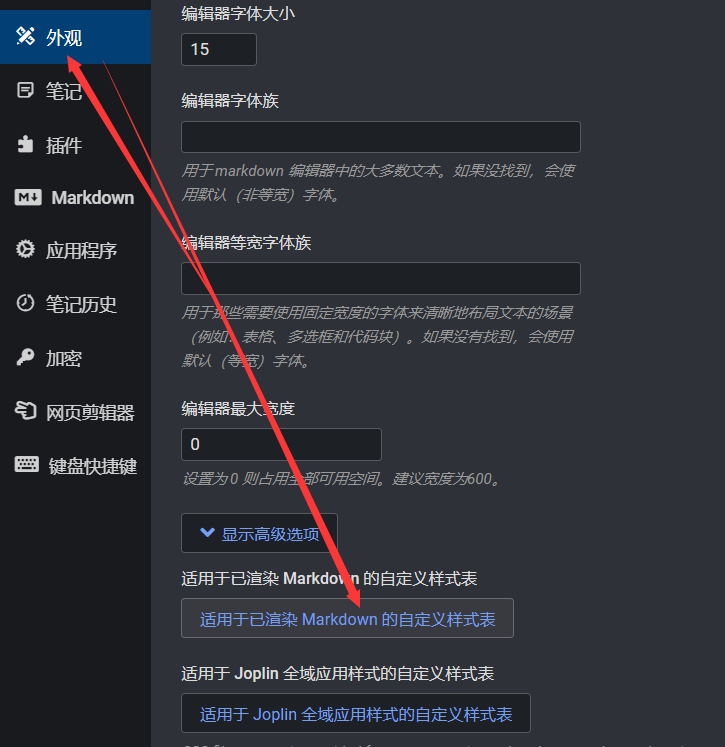 外观
笔记
插件
Markdown
应用程序
笔记历史
加密
网页剪辑器
键盘快捷键
编辑器字体大小
15
编辑器字体族
用于 markdown 编辑器中的大多数文本。如果没找到，会使
用默认（非等宽）字体。
编辑器等宽字体族
用于那些需要使用固定宽度的字体来清晰地布局文本的场景
（例如：表格、多选框和代码块）。如果没有找到，会使用
默认（等宽）字体。
编辑器最大宽度
0
设置为 0 则占用全部可用空间。建议宽度为600。
显示高级选项
适用于已渲染 Markdown 的自定义样式表
适用于已渲染 Markdown 的自定义样式表
适用于 Joplin 全域应用样式的自定义样式表
适用于 Joplin 全域应用样式的自定义样式表